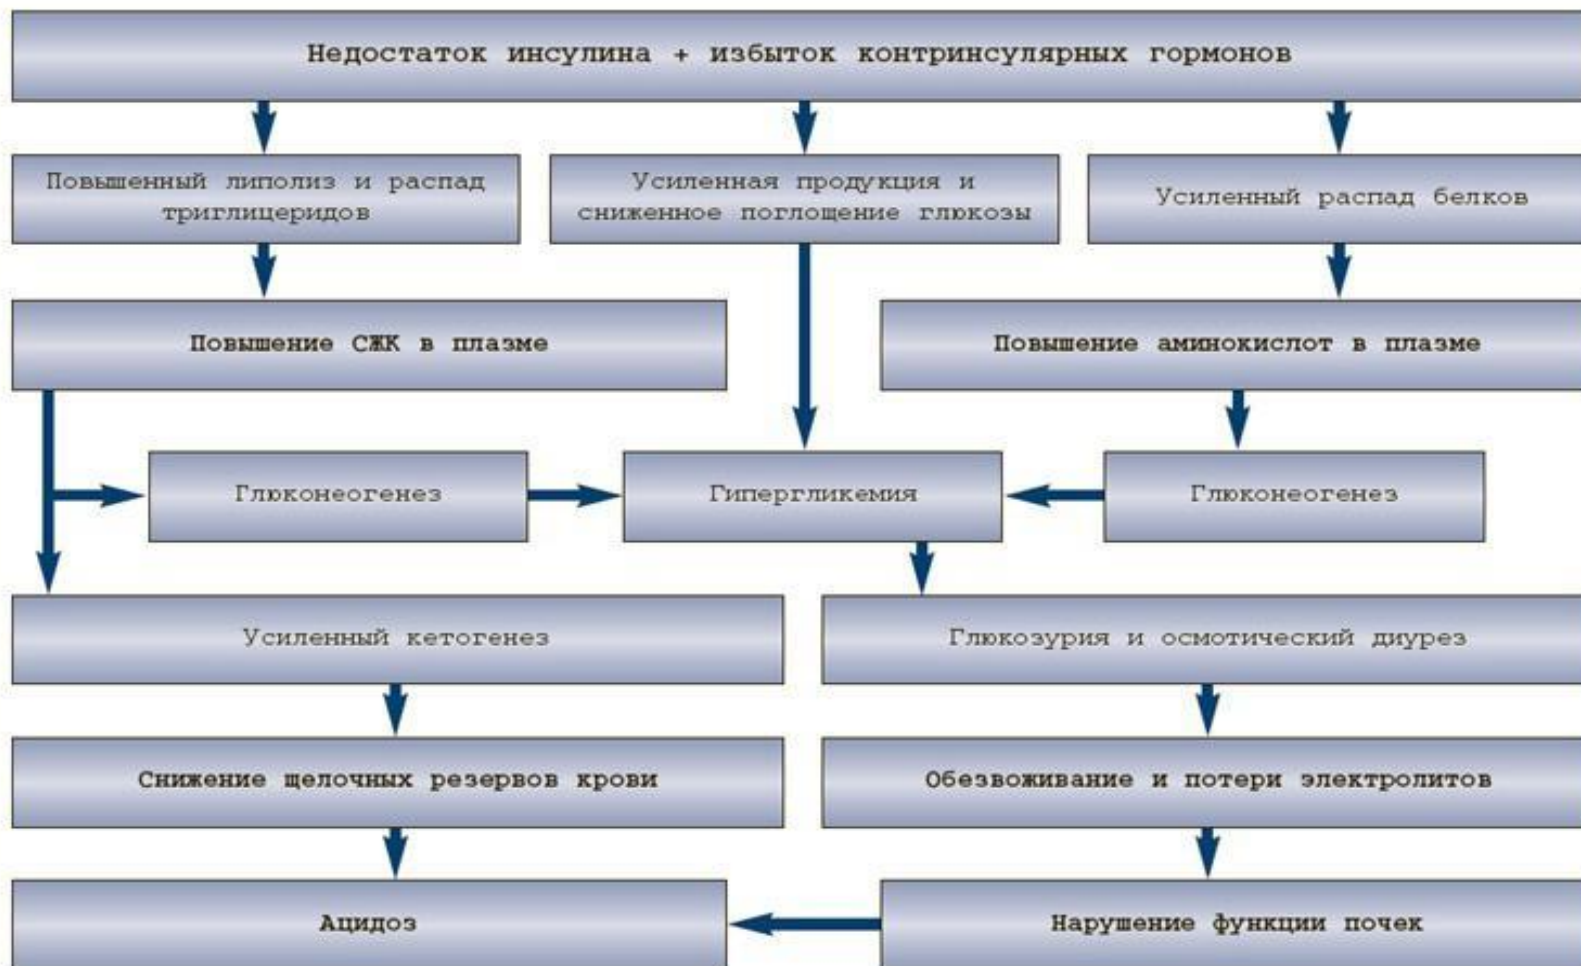 Недостаток инсулина + избыток контринсулярных гормонов
Повышенный липолиз и распад
триглицеридов
Усиленная продукция и
сниженное поглощение глюкозы
Усиленный распад белков
Повышение СЖК в плазме
Повышение аминокислот в плазме
Глюконеогенез
Гипергликемия
Глюконеогенез
Усиленный кетогенез
Глюкозурия и осмотический диурез
Снижение щелочных резервов крови
Обезвоживание и потери электролитов
Ацидоз
Нарушение функции почек